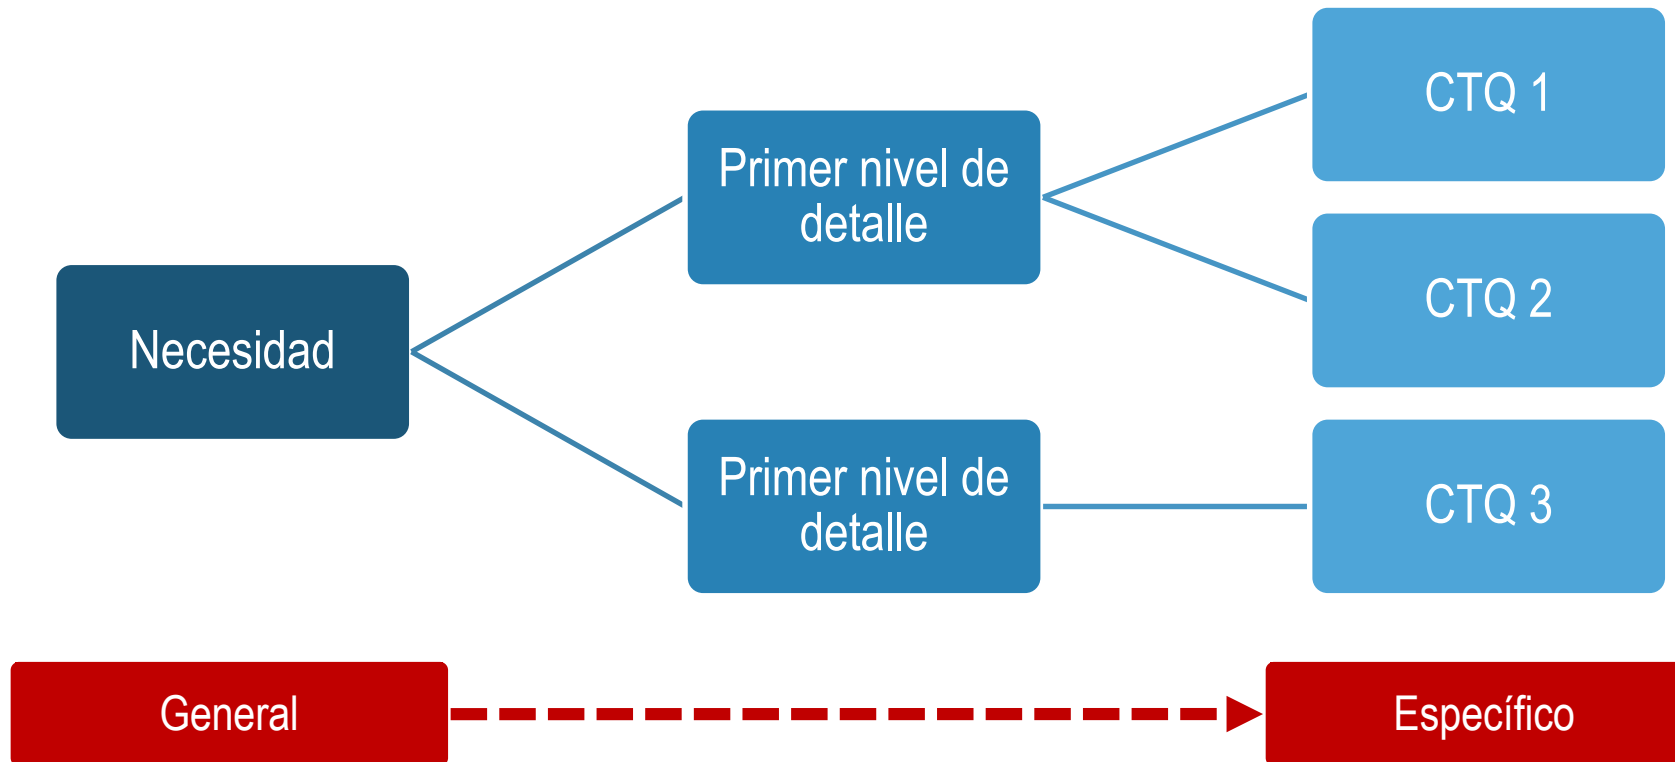 CTQ 1
Primer nivel de
detalle
CTQ 2
Necesidad
Primer nivel de
detalle
CTQ 3
General
Específico